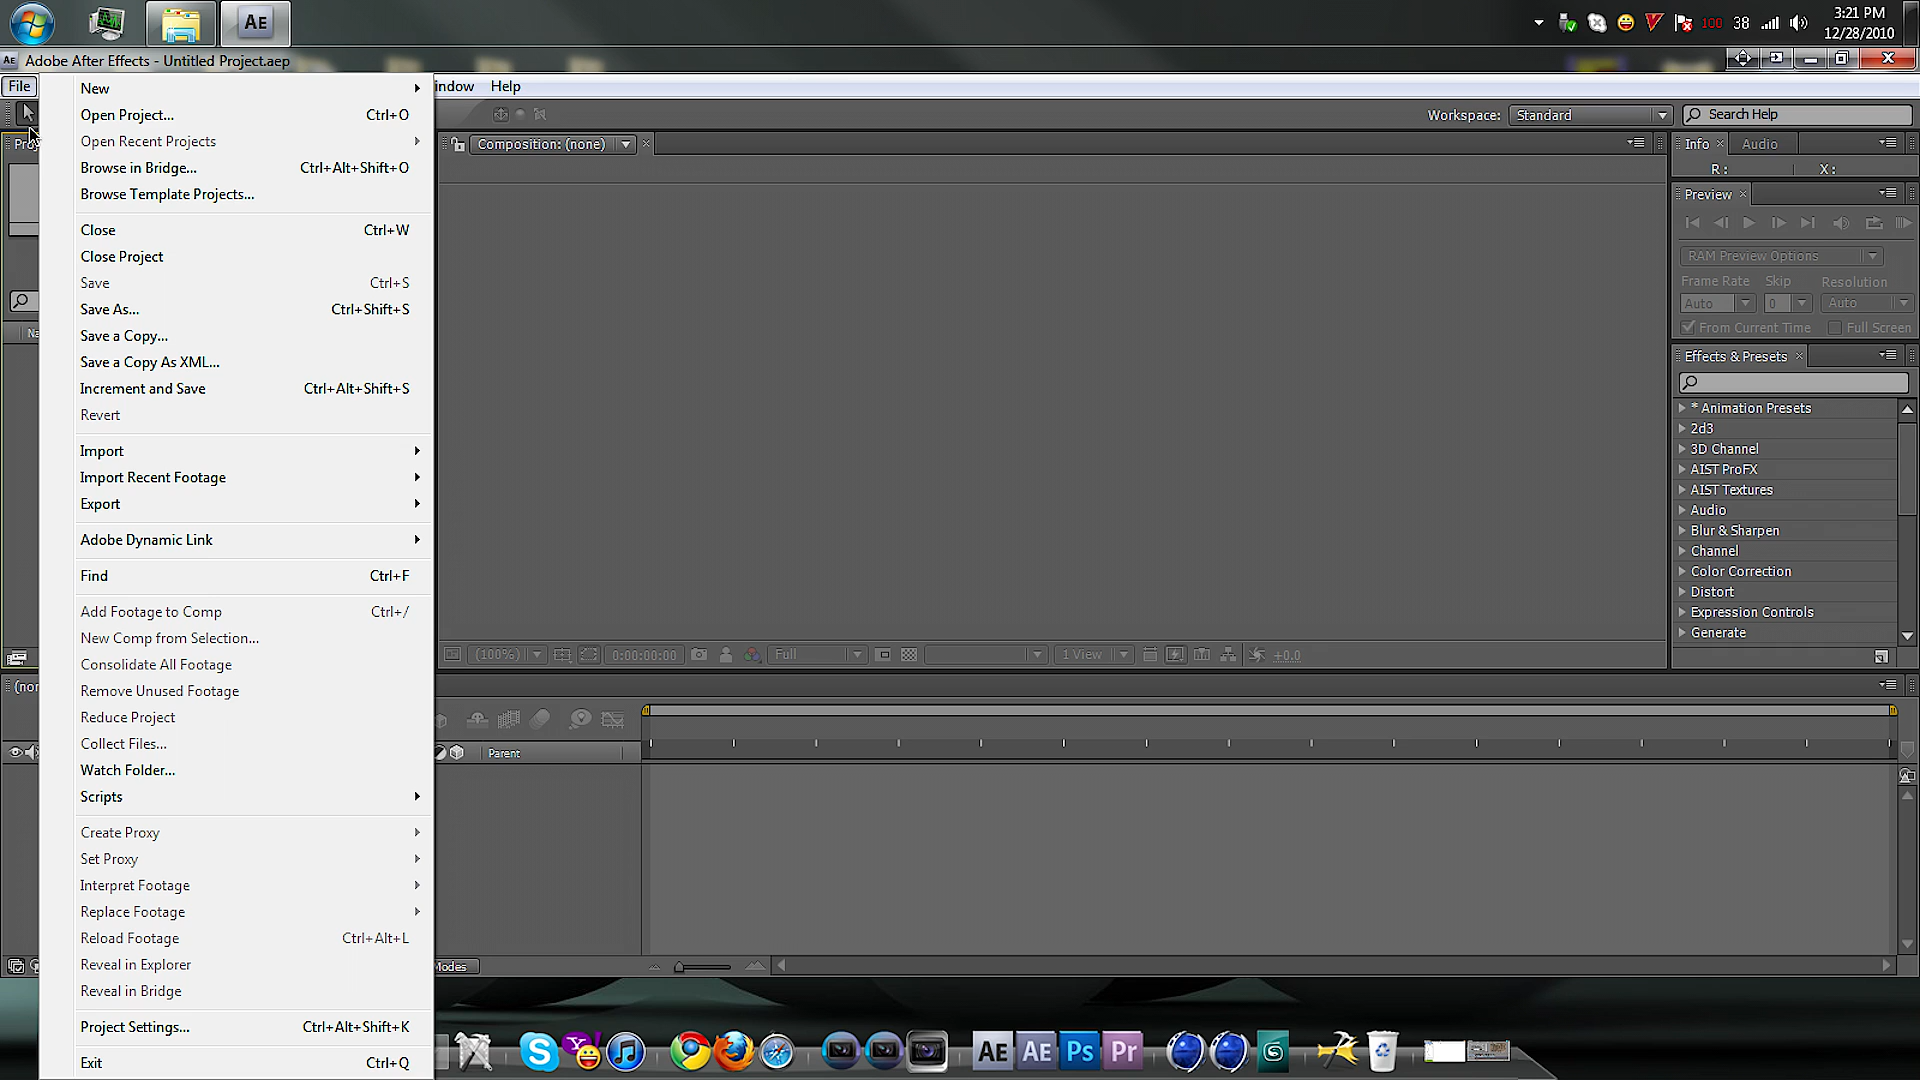 AE
3:21 PM
100 38
12/28/2010
AE Adobe After Effects - Untitled Project.aep
File
indow Help
New
Open Project... Ctrl+O
Open Recent Projects
Browse in Bridge... Ctrl+Alt+Shift+O
Browse Template Projects...
Close Ctrl+W
Close Project
Save Ctrl+S
Save As... Ctrl+Shift+S
Save a Copy...
Save a Copy As XML...
Increment and Save Ctrl+Alt+Shift+S
Revert
Import
Import Recent Footage
Export
Adobe Dynamic Link
Find Ctrl+F
Add Footage to Comp Ctrl+/
New Comp from Selection...
Consolidate All Footage
Remove Unused Footage
Reduce Project
Collect Files...
Watch Folder...
Scripts
Create Proxy
Set Proxy
Interpret Footage
Replace Footage
Reload Footage Ctrl+Alt+L
Reveal in Explorer
Reveal in Bridge
Project Settings... Ctrl+Alt+Shift+K
Exit Ctrl+Q
Workspace: Standard
Search Help
Composition: (none)
Info Audio
R: X:
Preview
RAM Preview Options
Frame Rate Skip Resolution
Auto 0 Auto
From Current Time Full Screen
Effects & Presets
* Animation Presets
2d3
3D Channel
AIST ProFX
AIST Textures
Audio
Blur & Sharpen
Channel
Color Correction
Distort
Expression Controls
Generate
(100%) 0:00:00:00 Full 1 View +0.0
Parent
Modes
AE AE Ps Pr